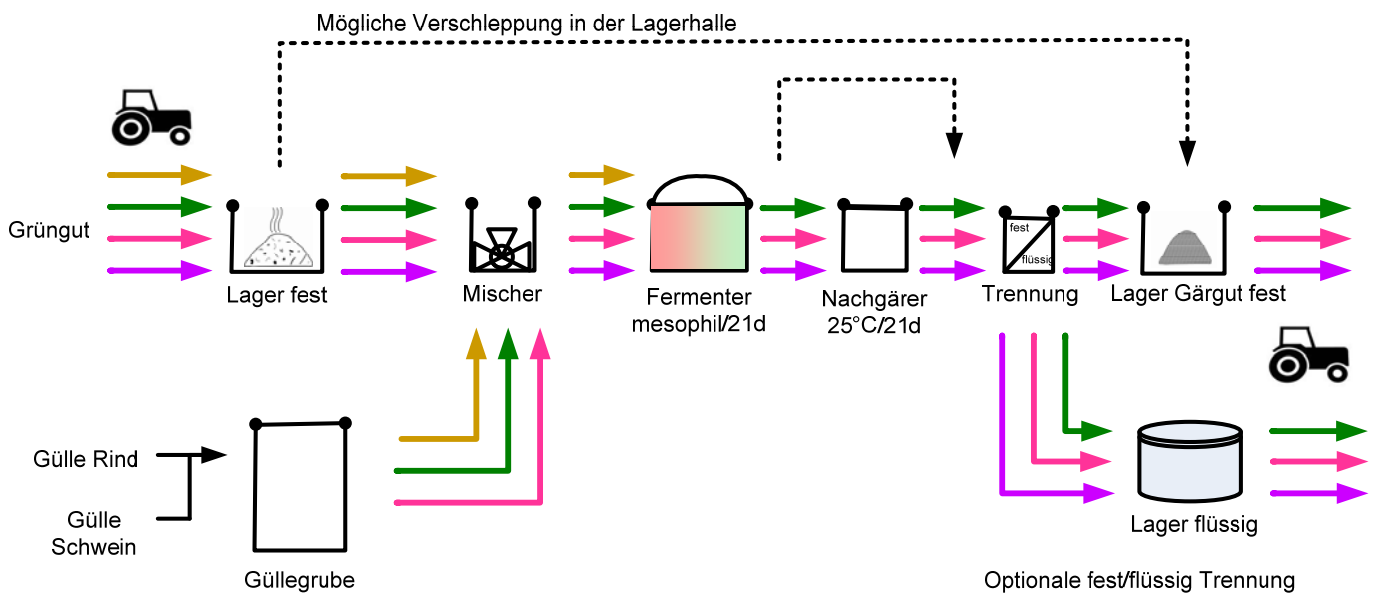 Mögliche Verschleppung in der Lagerhalle
Grüngut
Lager fest
Mischer
Fermenter
mesophil/21d
Nachgärer
25°C/21d
fest
flüssig
Trennung
Lager Gärgut fest
Gülle Rind
Gülle
Schwein
Güllegrube
Lager flüssig
Optionale fest/flüssig Trennung